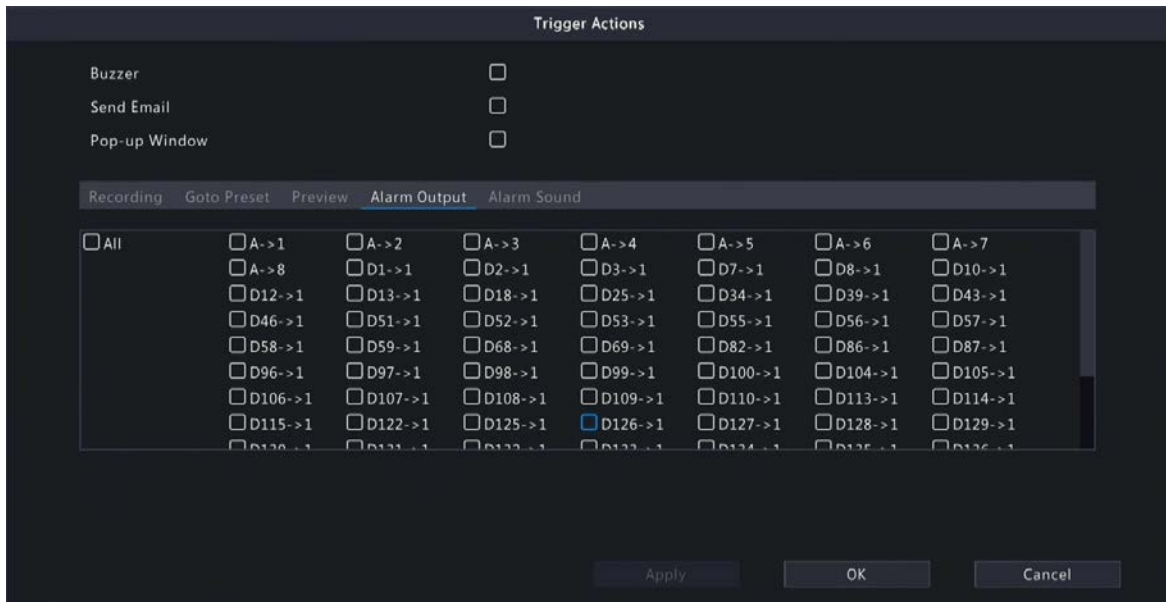 Trigger Actions
Buzzer
Send Email
Pop-up Window
Recording Goto Preset Preview Alarm Output Alarm Sound
All A->1 A->2 A->3 A->4 A->5 A->6 A->7
A->8 D1->1 D2->1 D3->1 D7->1 D8->1 D10->1
D12->1 D13->1 D18->1 D25->1 D34->1 D39->1 D43->1
D46->1 D51->1 D52->1 D53->1 D55->1 D56->1 D57->1
D58->1 D59->1 D68->1 D69->1 D82->1 D86->1 D87->1
D96->1 D97->1 D98->1 D99->1 D100->1 D104->1 D105->1
D106->1 D107->1 D108->1 D109->1 D110->1 D113->1 D114->1
D115->1 D122->1 D125->1 D126->1 D127->1 D128->1 D129->1
Apply OK Cancel